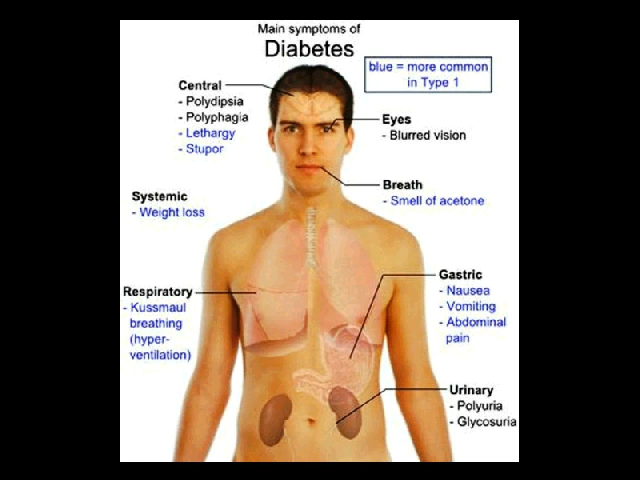 Main symptoms of
Diabetes
blue = more common
in Type 1
Central
- Polydipsia
- Polyphagia
- Lethargy
- Stupor
Eyes
- Blurred vision
Breath
- Smell of acetone
Systemic
- Weight loss
Respiratory
- Kussmaul
breathing
(hyper-
ventilation)
Gastric
- Nausea
- Vomiting
- Abdominal
pain
Urinary
- Polyuria
- Glycosuria